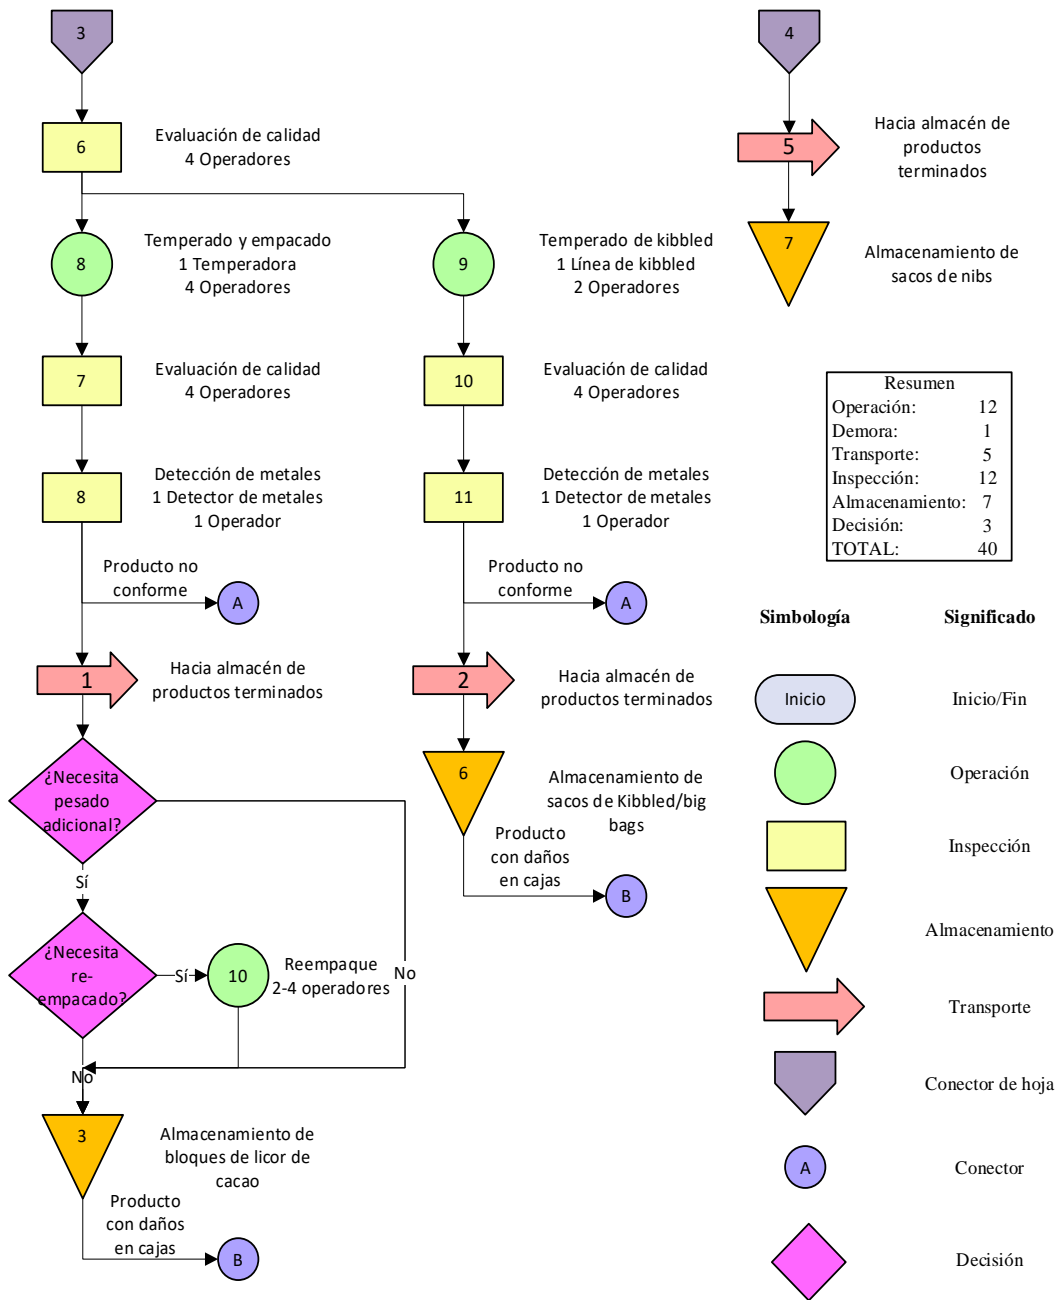 3
6
Evaluación de calidad
4 Operadores
8
Temperado y empacado
1 Temperadora
4 Operadores
9
Temperado de kibbled
1 Línea de kibbled
2 Operadores
7
Evaluación de calidad
4 Operadores
10
Evaluación de calidad
4 Operadores
8
Detección de metales
1 Detector de metales
1 Operador
11
Detección de metales
1 Detector de metales
1 Operador
Producto no
conforme
A
Producto no
conforme
A
1
Hacia almacén de
productos terminados
2
Hacia almacén de
productos terminados
¿Necesita
pesado
adicional?
Sí
No
¿Necesita
re-
empacado?
Sí
10
Reempaque
2-4 operadores
No
3
Almacenamiento de
bloques de licor de
cacao
Producto
con daños
en cajas
B
6
Almacenamiento de
sacos de Kibbled/big
bags
Producto
con daños
en cajas
B
4
5
Hacia almacén de
productos
terminados
7
Almacenamiento de
sacos de nibs
Resumen
Operación: 12
Demora: 1
Transporte: 5
Inspección: 12
Almacenamiento: 7
Decisión: 3
TOTAL: 40
Simbología Significado
Inicio Inicio/Fin
Operación
Inspección
Almacenamiento
Transporte
Conector de hoja
A Conector
Decisión